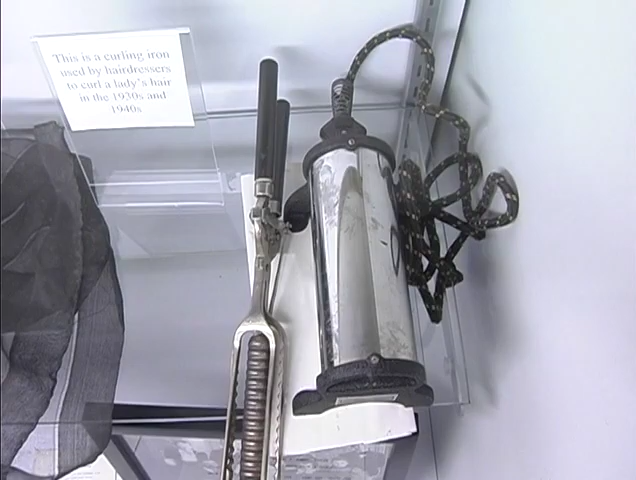 This is a curling iron
used by hairdressers
to curl a lady's hair
in the 1930s and
1940s